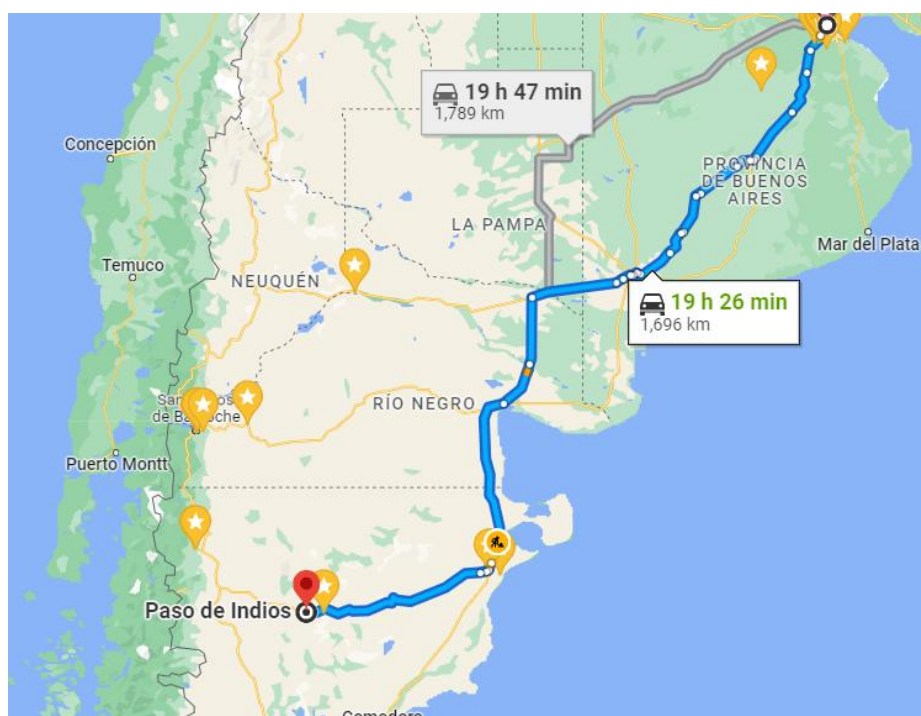 19 h 47 min
1,789 km
Concepción
PROVINCIA
DE BUENOS
AIRES
LA PAMPA
Mar del Plata
Temuco
NEUQUÉN
19 h 26 min
1,696 km
RÍO NEGRO
Puerto Montt
Paso de Indios